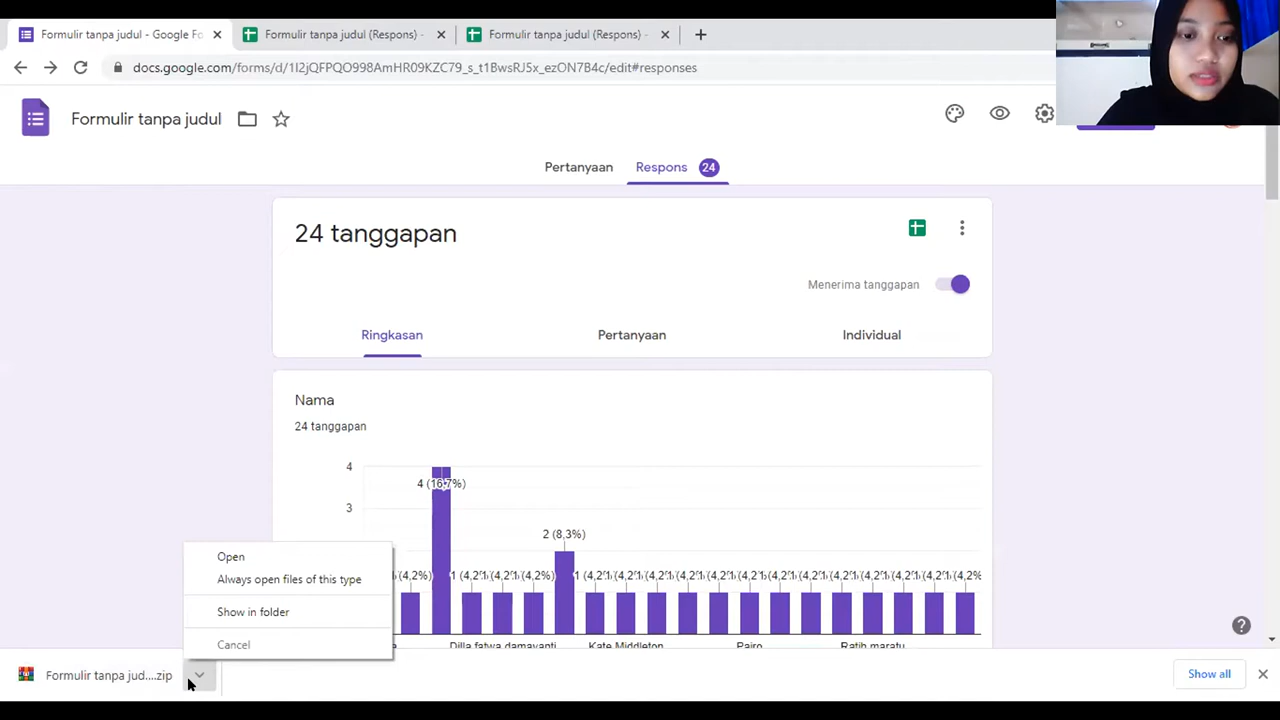 Formulir tanpa judul - Google Fo
Formulir tanpa judul (Respons) -
Formulir tanpa judul (Respons) -
docs.google.com/forms/d/1I2jQFPQO998AmHR09KZC79_s_t1BwsRJ5x_ezON7B4c/edit#responses
Formulir tanpa judul
Pertanyaan
Respons 24
24 tanggapan
Menerima tanggapan
Ringkasan
Pertanyaan
Individual
Nama
24 tanggapan
4
3
4 (16,7%)
2 (8,3%)
Dilla fatwa damayanti
Kate Middleton
Pairo
Ratih maratu
Open
Always open files of this type
Show in folder
Cancel
Formulir tanpa jud....zip
Show all